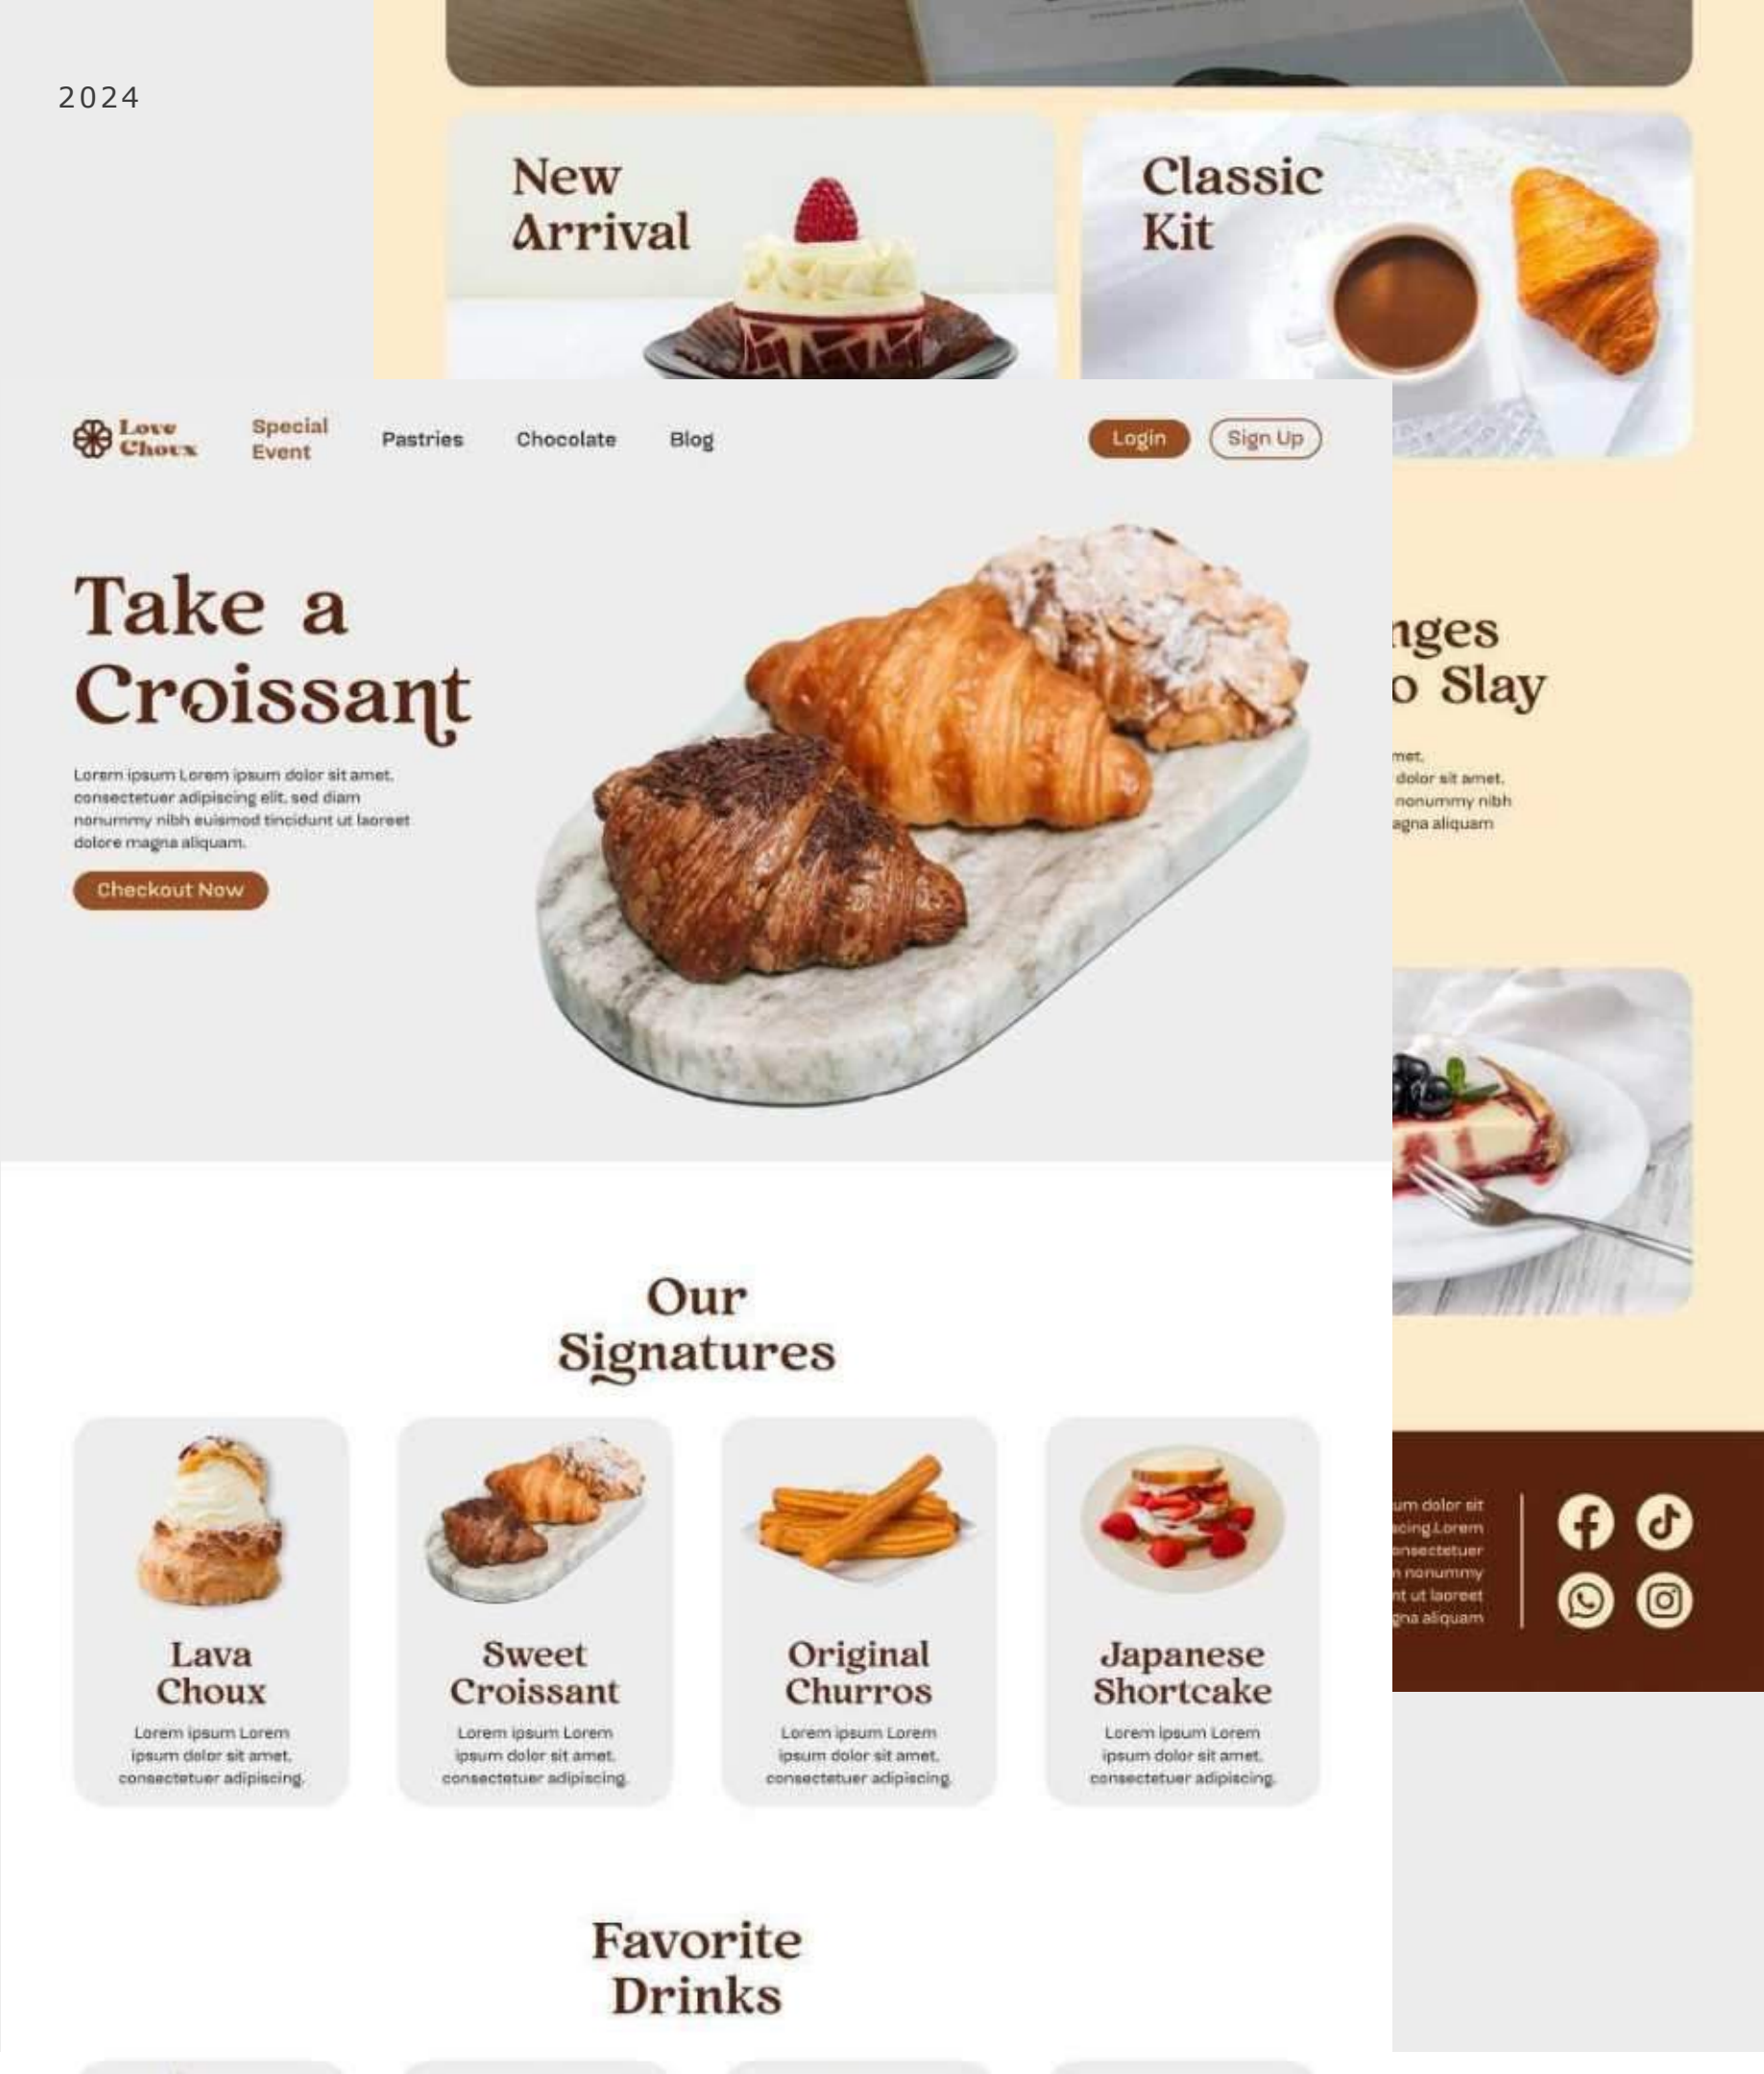 2024
New
Arrival
Classic
Kit
Love
Choux
Special
Event
Pastries
Chocolate
Blog
Login
Sign Up
Take a
Croissant
Lorem ipsum Lorem ipsum dolor sit amet,
consectetuer adipiscing elit, sed diam
nonummy nibh euismod tincidunt ut laoreet
dolore magna aliquam.
Checkout Now
nges
o Slay
met,
dolor sit amet,
nonummy nibh
agna aliquam
Our
Signatures
Lava
Choux
Lorem ipsum Lorem
ipsum dolor sit amet,
consectetuer adipiscing.
Sweet
Croissant
Lorem ipsum Lorem
ipsum dolor sit amet,
consectetuer adipiscing.
Original
Churros
Lorem ipsum Lorem
ipsum dolor sit amet,
consectetuer adipiscing.
Japanese
Shortcake
Lorem ipsum Lorem
ipsum dolor sit amet,
consectetuer adipiscing.
um dolor sit
scing.Lorem
onsectetuer
m nonummy
nt ut laoreet
gna aliquam
Favorite
Drinks